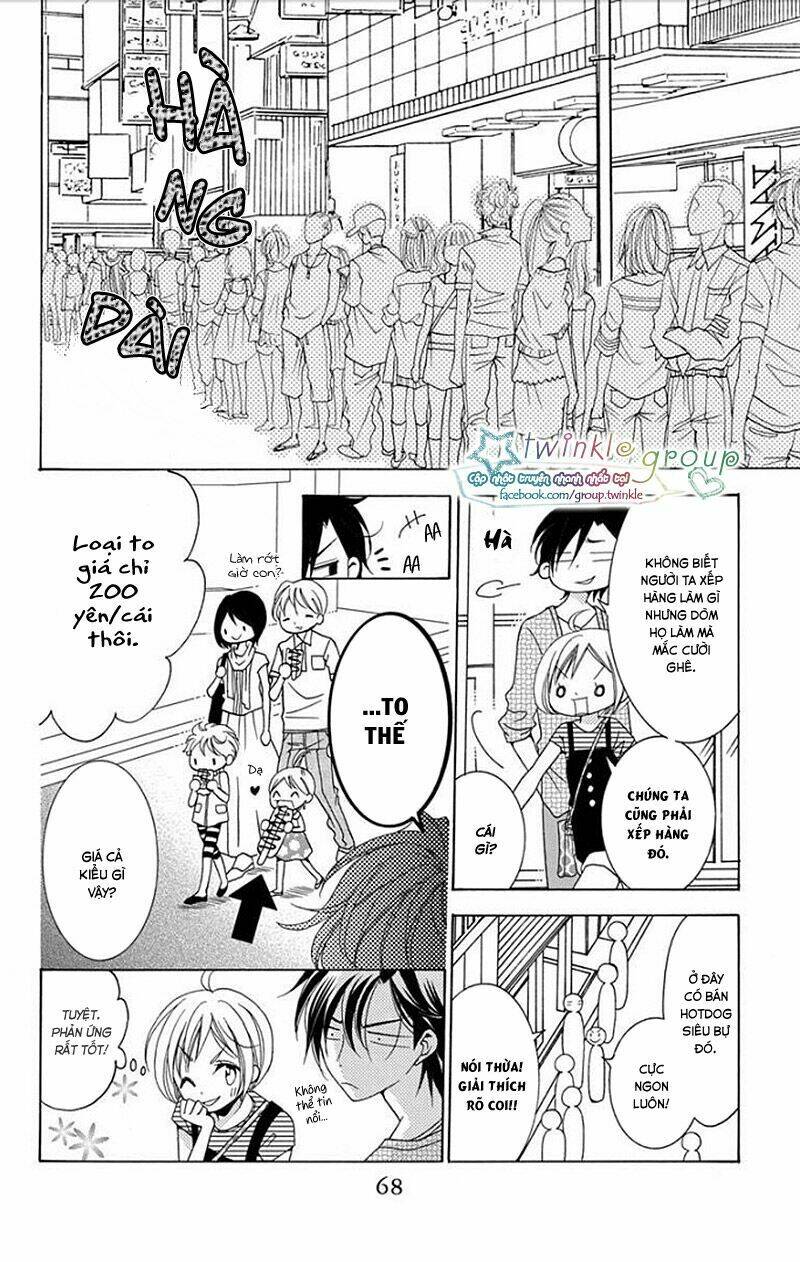 HÀ
NG
DÀI
twinkle group
cập nhật truyện nhanh nhất tại
facebook.com/group.twinkle
KHÔNG BIẾT
NGƯỜI TA XẾP
HÀNG LÀM GÌ
NHƯNG DÒM
HỌ LÀM MÀ
MẮC CƯỜI
GHÊ.
Hà
CHÚNG TA
CŨNG PHẢI
XẾP HÀNG
ĐÓ.
CÁI
GÌ?
Ở ĐÂY
CÓ BÁN
HOTDOG
SIÊU BỰ
ĐÓ.
CỰC
NGON
LUÔN!
NÓI THỪA!
GIẢI THÍCH
RÕ COI!!
AA
AA
...TO
THẾ
Làm rớt
giờ con?
Loại to
giá chỉ
200
yên/cái
thôi.
Dạ
GIÁ CẢ
KIỂU GÌ
VẬY?
Không
thể tin
nổi...
TUYỆT.
PHẢN ỨNG
RẤT TỐT!
68